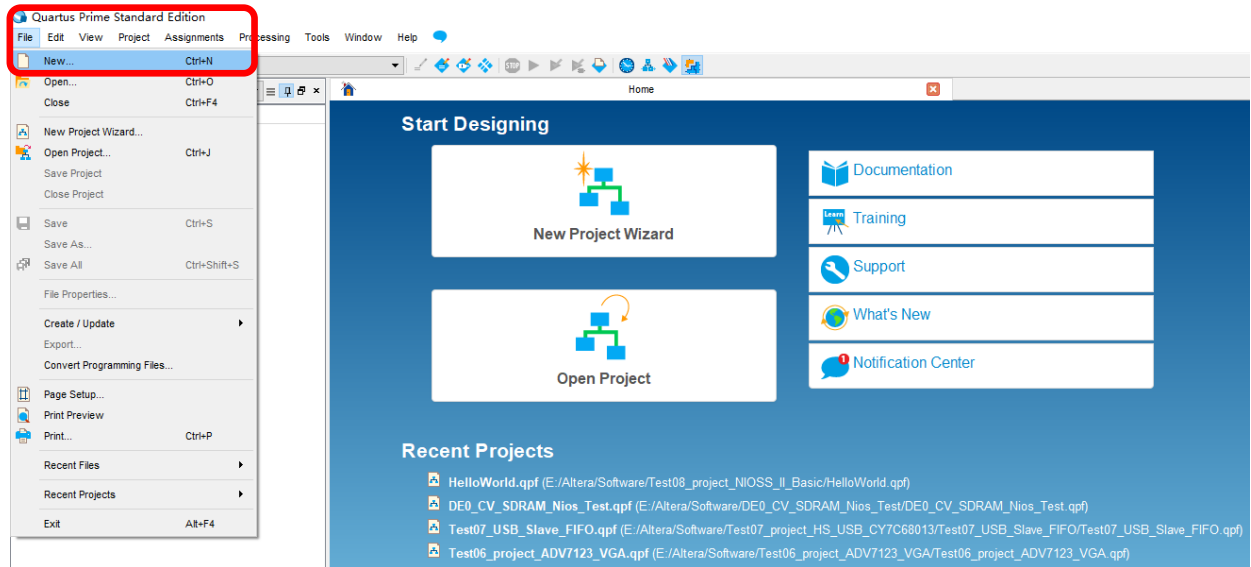 Quartus Prime Standard Edition
File Edit View Project Assignments Processing Tools Window Help
New... Ctrl+N
Open... Ctrl+O
Close Ctrl+F4
New Project Wizard...
Open Project... Ctrl+J
Save Project
Close Project
Save Ctrl+S
Save As...
Save All Ctrl+Shift+S
File Properties...
Create / Update
Export...
Convert Programming Files...
Page Setup...
Print Preview
Print... Ctrl+P
Recent Files
Recent Projects
Exit Alt+F4
STOP
Home
Start Designing
New Project Wizard
Open Project
Documentation
Learn
Training
Support
What's New
1
Notification Center
Recent Projects
HelloWorld.qpf (E:/Altera/Software/Test08_project_NIOSS_II_Basic/HelloWorld.qpf)
DE0_CV_SDRAM_Nios_Test.qpf (E:/Altera/Software/DE0_CV_SDRAM_Nios_Test/DE0_CV_SDRAM_Nios_Test.qpf)
Test07_USB_Slave_FIFO.qpf (E:/Altera/Software/Test07_project_HS_USB_CY7C68013/Test07_USB_Slave_FIFO/Test07_USB_Slave_FIFO.qpf)
Test06_project_ADV7123_VGA.qpf (E:/Altera/Software/Test06_project_ADV7123_VGA/Test06_project_ADV7123_VGA.qpf)